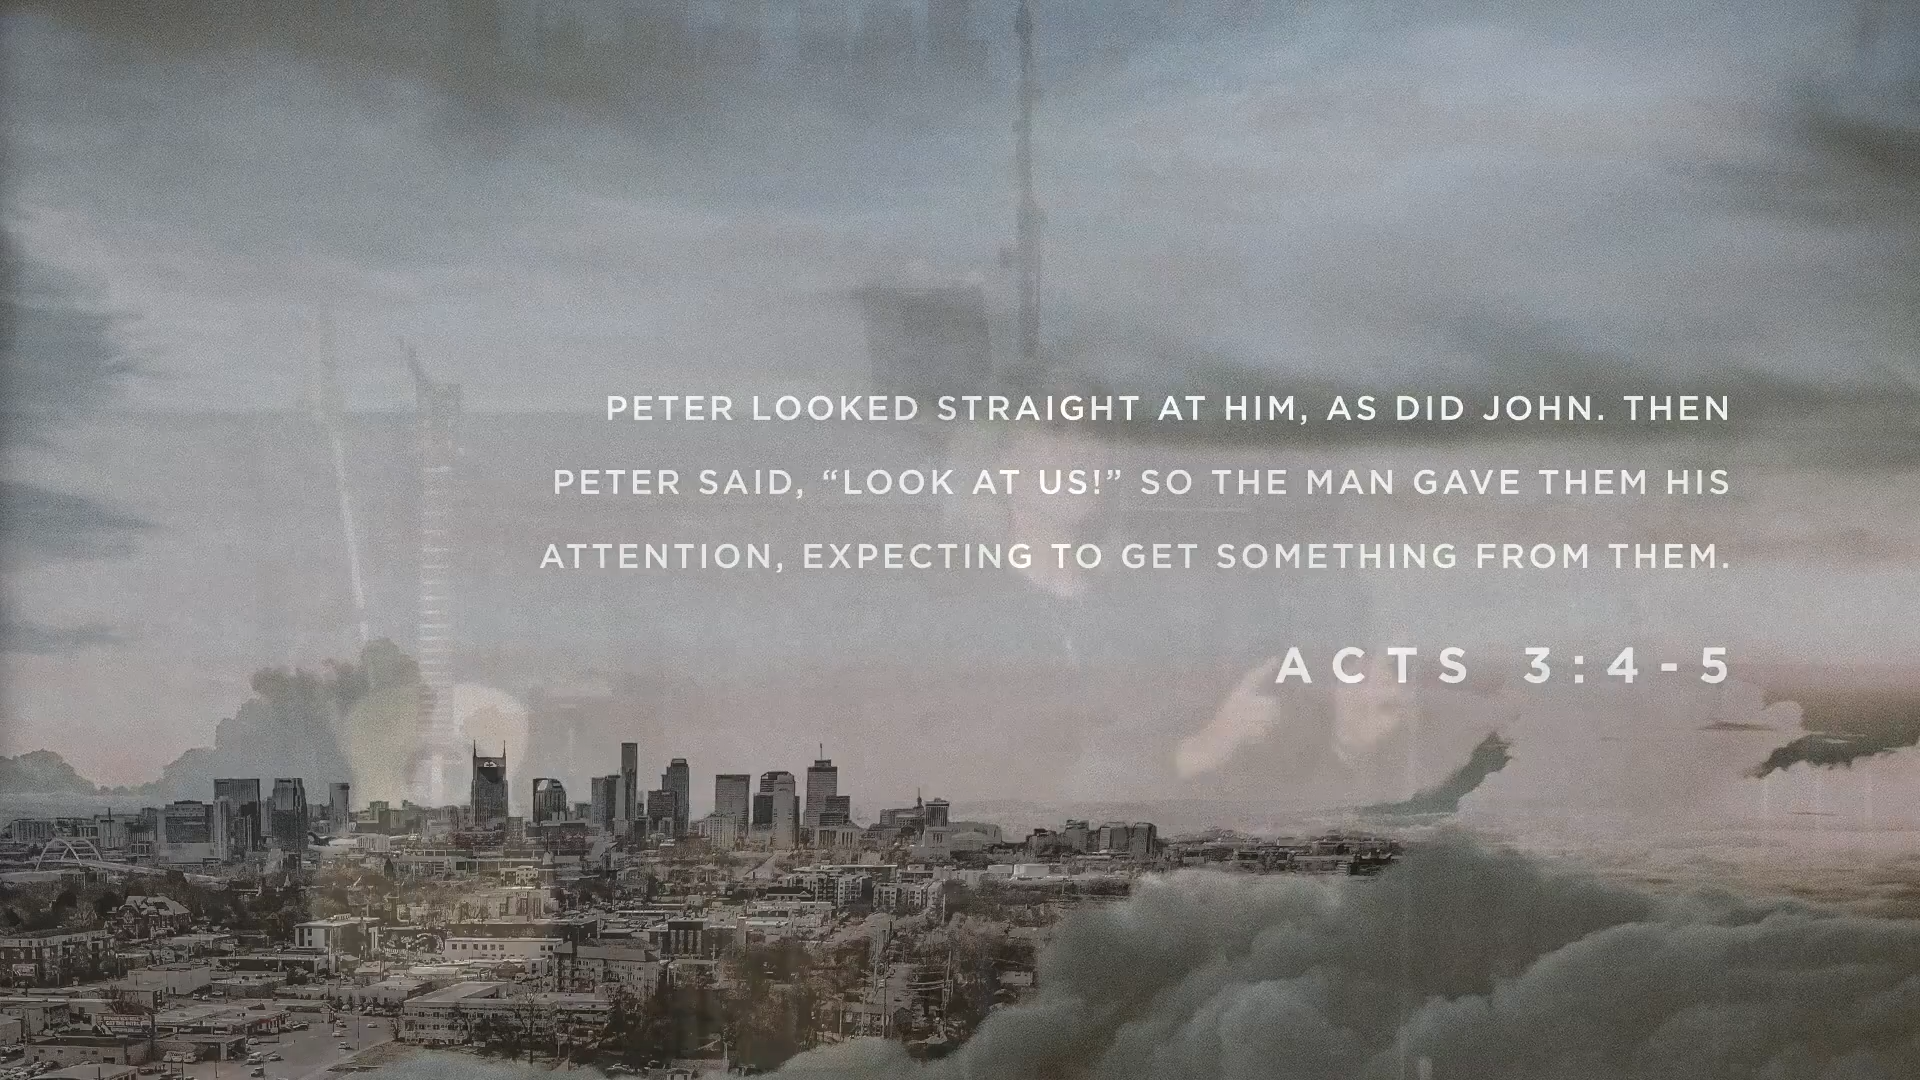 PETER LOOKED STRAIGHT AT HIM, AS DID JOHN. THEN
PETER SAID, “LOOK AT US!” SO THE MAN GAVE THEM HIS
ATTENTION, EXPECTING TO GET SOMETHING FROM THEM.
ACTS 3:4-5